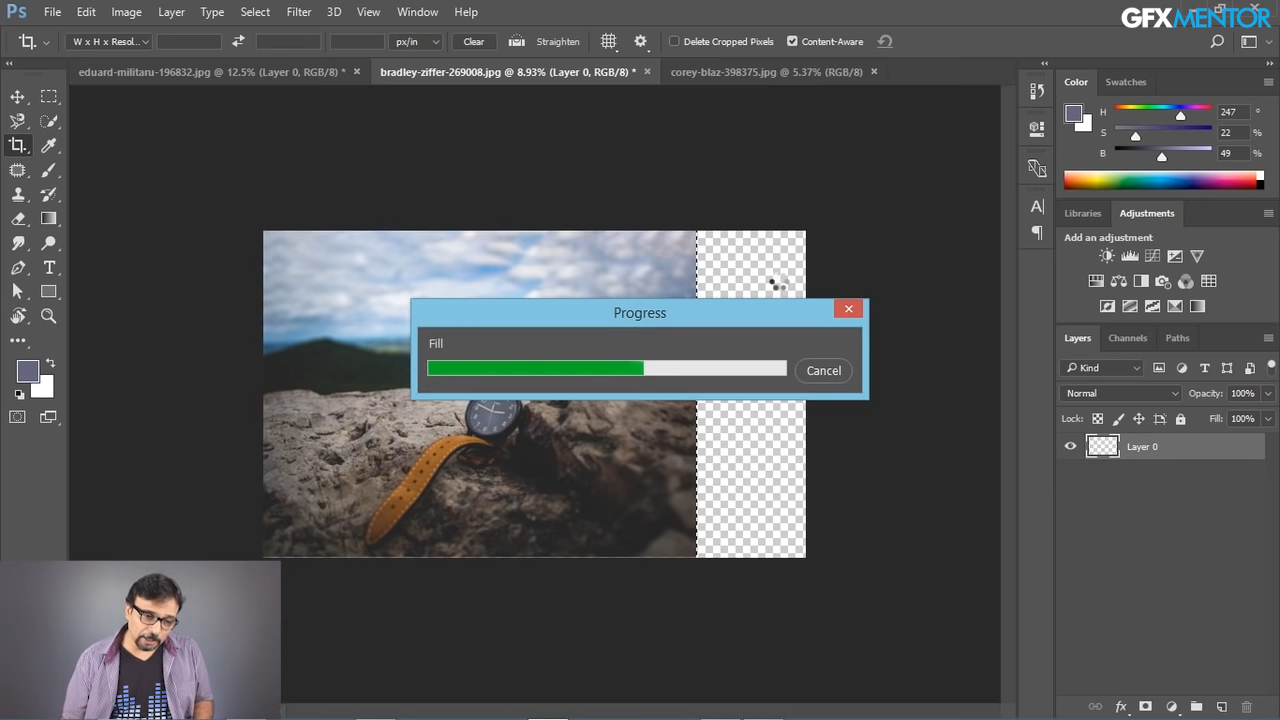 Ps File Edit Image Layer Type Select Filter 3D View Window Help
GFXMENTOR
W x H x Resol... px/in Clear Straighten Delete Cropped Pixels Content-Aware
eduard-militaru-196832.jpg @ 12.5% (Layer 0, RGB/8) * bradley-ziffer-269008.jpg @ 8.93% (Layer 0, RGB/8) * corey-blaz-398375.jpg @ 5.37% (RGB/8)
Color Swatches
H 247 °
S 22 %
B 49 %
Libraries Adjustments
Add an adjustment
Progress
Fill
Cancel
Layers Channels Paths
Kind
Normal Opacity: 100%
Lock: Fill: 100%
Layer 0